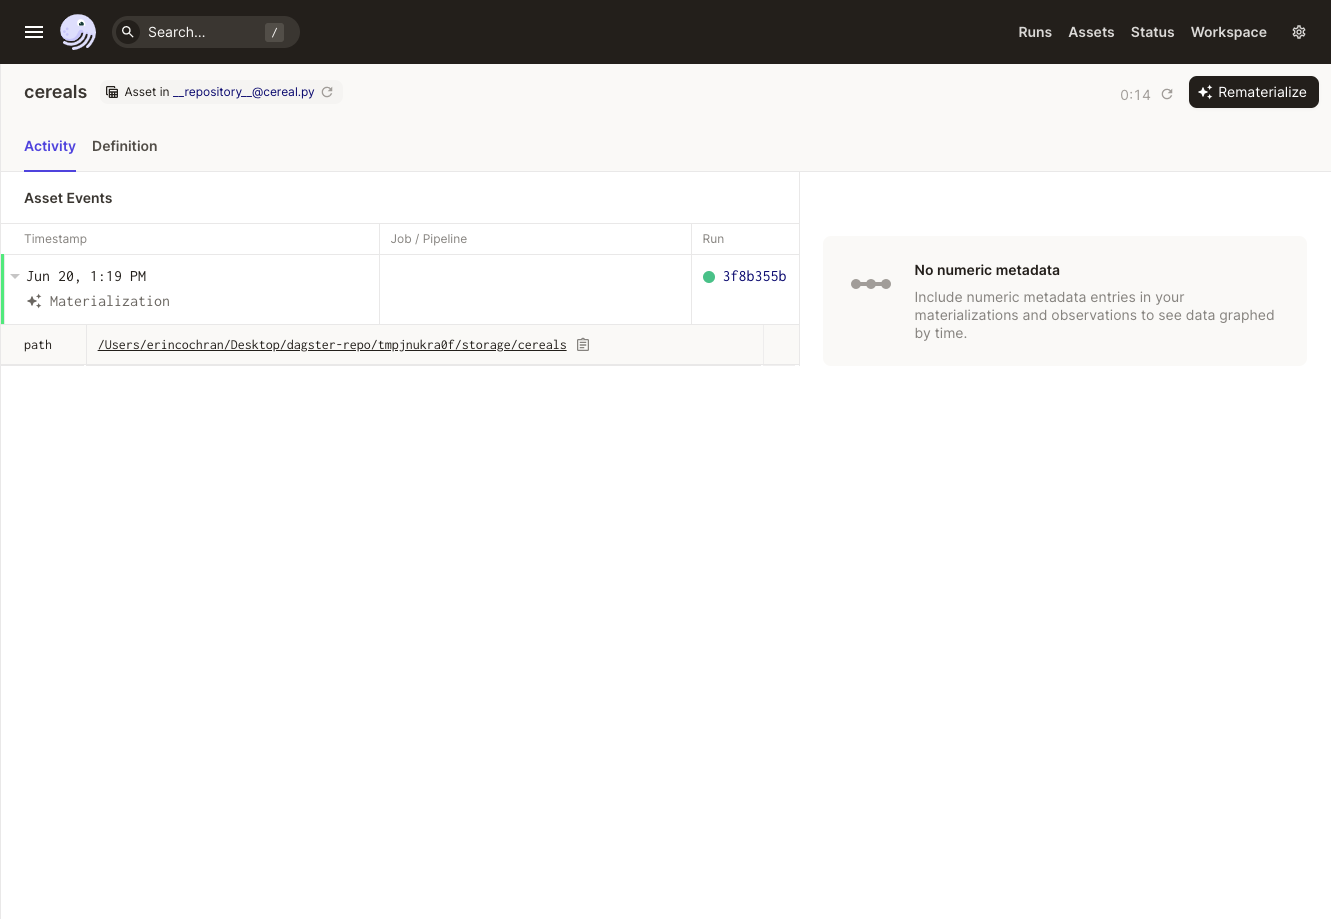 Search... /
Runs Assets Status Workspace
cereals Asset in __repository__@cereal.py
0:14 Rematerialize
Activity Definition
Asset Events
Timestamp Job / Pipeline Run
Jun 20, 1:19 PM 3f8b355b
Materialization
path /Users/erincochran/Desktop/dagster-repo/tmpjnukra0f/storage/cereals
No numeric metadata
Include numeric metadata entries in your
materializations and observations to see data graphed
by time.